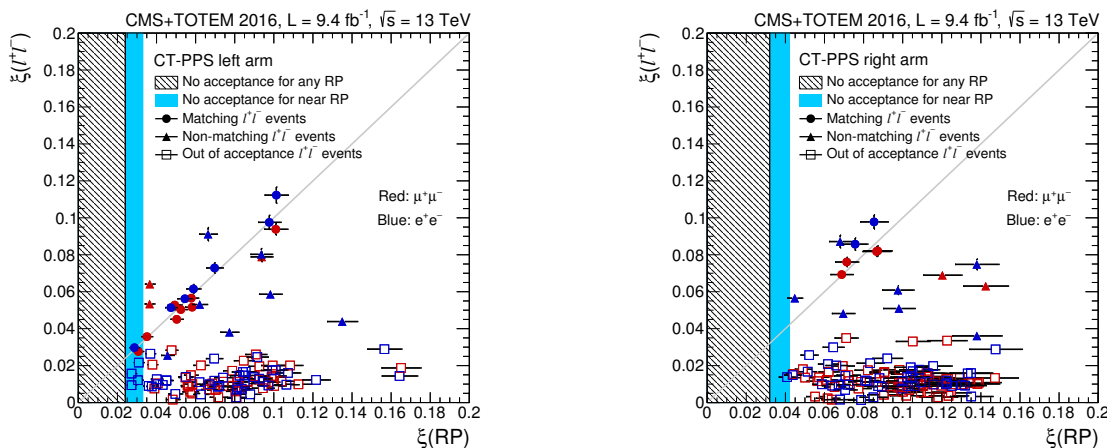 CMS+TOTEM 2016, L = 9.4 fb⁻¹, √s = 13 TeV
ξ(l⁺l⁻)
0.2
0.18
0.16
0.14
0.12
0.1
0.08
0.06
0.04
0.02
0
CT-PPS left arm
No acceptance for any RP
No acceptance for near RP
Matching l⁺l⁻ events
Non-matching l⁺l⁻ events
Out of acceptance l⁺l⁻ events
Red: μ⁺μ⁻
Blue: e⁺e⁻
0 0.02 0.04 0.06 0.08 0.1 0.12 0.14 0.16 0.18 0.2
ξ(RP)
CMS+TOTEM 2016, L = 9.4 fb⁻¹, √s = 13 TeV
ξ(l⁺l⁻)
0.2
0.18
0.16
0.14
0.12
0.1
0.08
0.06
0.04
0.02
0
CT-PPS right arm
No acceptance for any RP
No acceptance for near RP
Matching l⁺l⁻ events
Non-matching l⁺l⁻ events
Out of acceptance l⁺l⁻ events
Red: μ⁺μ⁻
Blue: e⁺e⁻
0 0.02 0.04 0.06 0.08 0.1 0.12 0.14 0.16 0.18 0.2
ξ(RP)